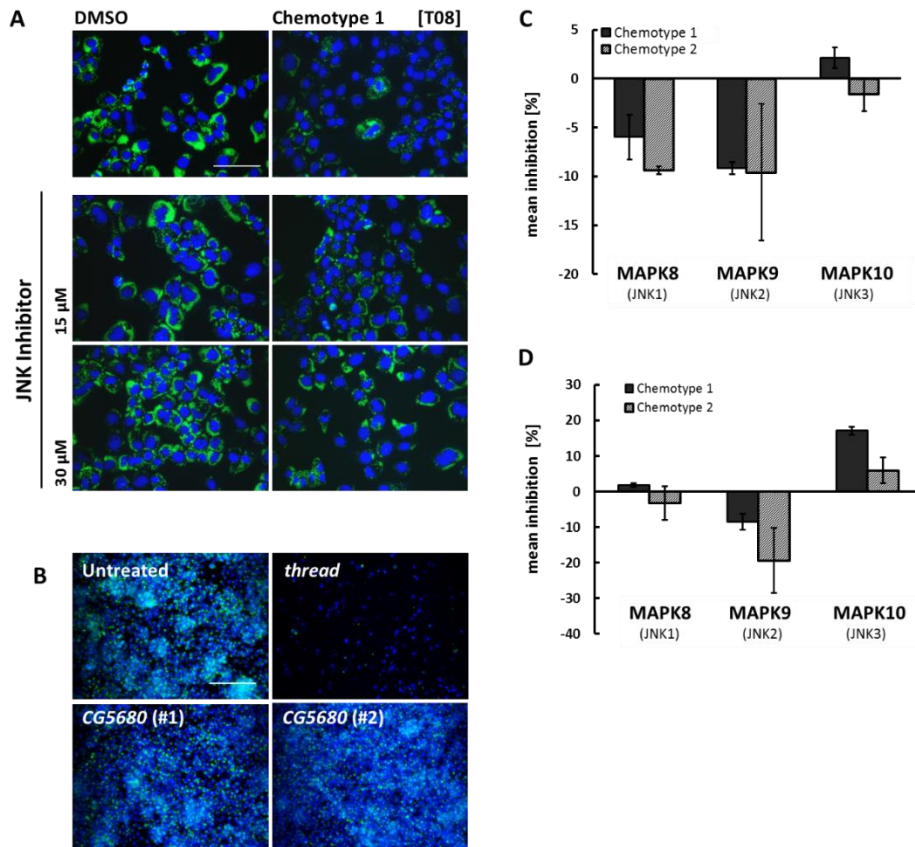 A
DMSO
Chemotype 1 [T08]
JNK Inhibitor
15 µM
30 µM
B
Untreated
thread
CG5680 (#1)
CG5680 (#2)
C
mean inhibition [%]
5
0
-5
-10
-15
-20
Chemotype 1
Chemotype 2
MAPK8 MAPK9 MAPK10
(JNK1) (JNK2) (JNK3)
D
mean inhibition [%]
30
20
10
0
-10
-20
-30
-40
Chemotype 1
Chemotype 2
MAPK8 MAPK9 MAPK10
(JNK1) (JNK2) (JNK3)